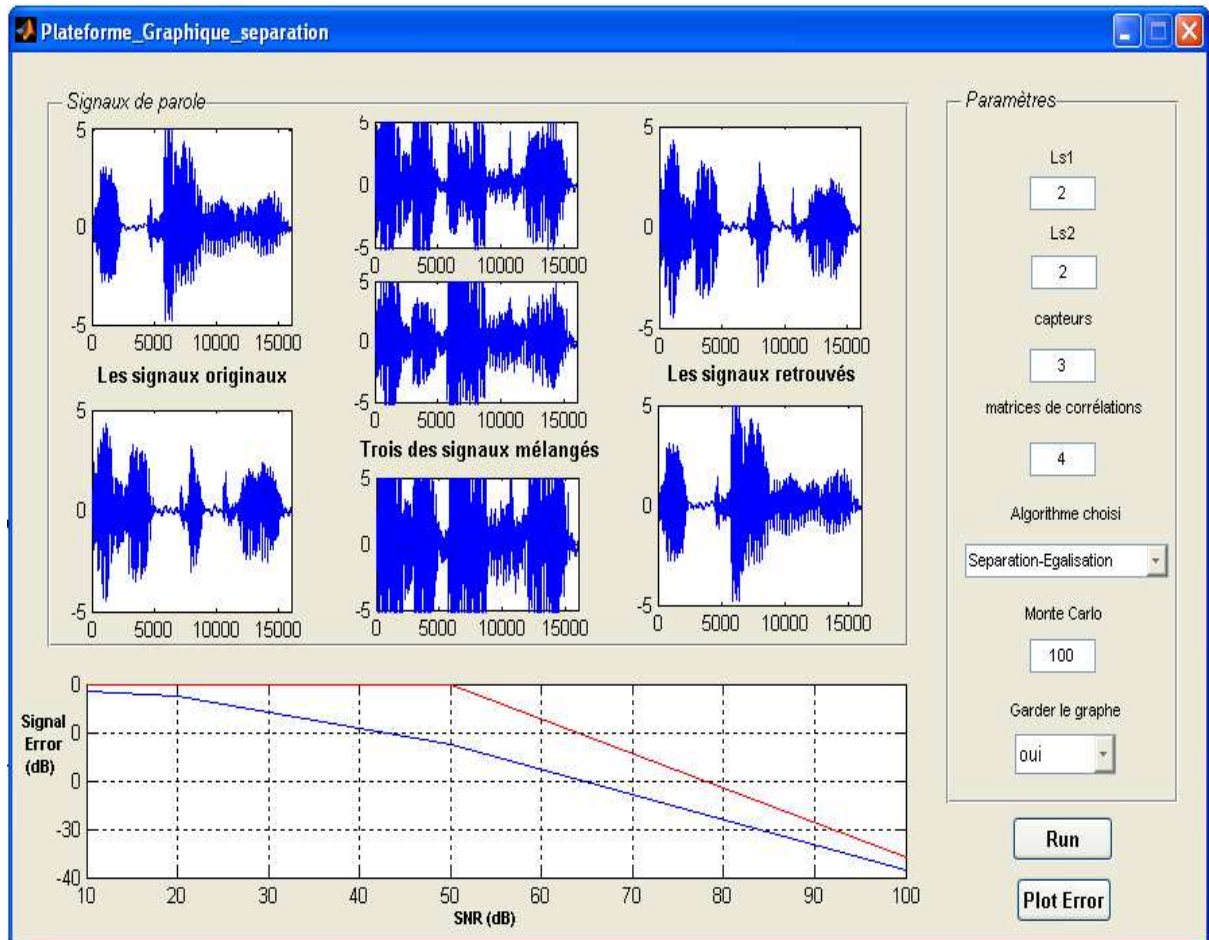 Plateforme_Graphique_separation
Signaux de parole
5
0
-5
0 5000 10000 15000
Les signaux originaux
5
0
-5
0 5000 10000 15000
5
0
-5
0 5000 10000 15000
5
0
-5
0 5000 10000 15000
Trois des signaux mélangés
5
0
-5
0 5000 10000 15000
5
0
-5
0 5000 10000 15000
Les signaux retrouvés
5
0
-5
0 5000 10000 15000
Paramètres
Ls1
2
Ls2
2
capteurs
3
matrices de corrélations
4
Algorithme choisi
Separation-Egalisation
Monte Carlo
100
Garder le graphe
oui
Run
Plot Error
Signal
Error
(dB)
0
0
0
-30
-40
10 20 30 40 50 60 70 80 90 100
SNR (dB)